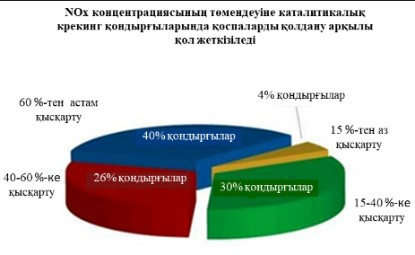 NOx концентрациясының төмендеуіне каталитикалық
крекинг қондырғыларында қоспаларды қолдану арқылы
қол жеткізіледі
60 %-тен астам
қысқарту
4% қондырғылар
40% қондырғылар
15 %-тен аз
қысқарту
40-60 %-ке
қысқарту
26% қондырғылар
30% қондырғылар
15-40 %-ке
қысқарту